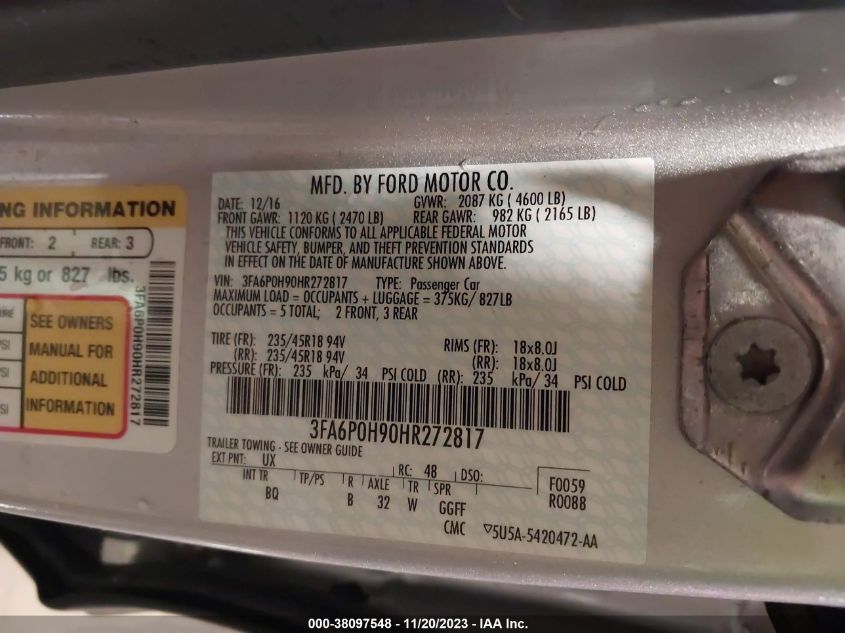 NG INFORMATION
FRONT: 2 REAR: 3
5 kg or 827 lbs.
SEE OWNERS
MANUAL FOR
ADDITIONAL
INFORMATION
PSI
PSI
3FA6P0H90HR272817
MFD. BY FORD MOTOR CO.
DATE: 12/16 GVWR: 2087 KG ( 4600 LB)
FRONT GAWR: 1120 KG ( 2470 LB) REAR GAWR: 982 KG ( 2165 LB)
THIS VEHICLE CONFORMS TO ALL APPLICABLE FEDERAL MOTOR
VEHICLE SAFETY, BUMPER, AND THEFT PREVENTION STANDARDS
IN EFFECT ON THE DATE OF MANUFACTURE SHOWN ABOVE.
VIN: 3FA6P0H90HR272817 TYPE: Passenger Car
MAXIMUM LOAD = OCCUPANTS + LUGGAGE = 375KG/ 827LB
OCCUPANTS = 5 TOTAL; 2 FRONT, 3 REAR
TIRE (FR): 235/45R18 94V RIMS (FR): 18x8.0J
(RR): 235/45R18 94V (RR): 18x8.0J
PRESSURE (FR): 235 kPa/ 34 PSI COLD (RR): 235 kPa/ 34 PSI COLD
3FA6P0H90HR272817
TRAILER TOWING - SEE OWNER GUIDE
EXT PNT: UX RC: 48 DSO: F0059
INT TR TP/PS R AXLE TR SPR R0088
BQ B 32 W GGFF
CMC ▽5U5A-5420472-AA
000-38097548 - 11/20/2023 - IAA Inc.